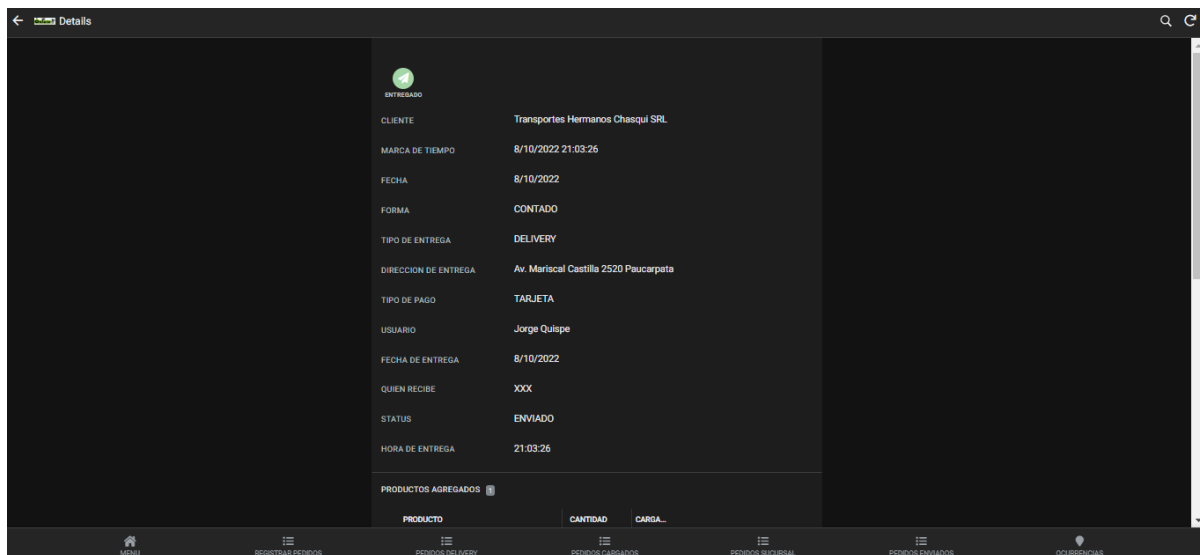 Details
ENTREGADO
CLIENTE Transportes Hermanos Chasqui SRL
MARCA DE TIEMPO 8/10/2022 21:03:26
FECHA 8/10/2022
FORMA CONTADO
TIPO DE ENTREGA DELIVERY
DIRECCION DE ENTREGA Av. Mariscal Castilla 2520 Paucarpata
TIPO DE PAGO TARJETA
USUARIO Jorge Quispe
FECHA DE ENTREGA 8/10/2022
QUIEN RECIBE XXX
STATUS ENVIADO
HORA DE ENTREGA 21:03:26
PRODUCTOS AGREGADOS 1
PRODUCTO CANTIDAD CARGA...
MENU REGISTRAR PEDIDOS PEDIDOS DELIVERY PEDIDOS CARGADOS PEDIDOS SUCURSAL PEDIDOS ENVIADOS OCURRENCIAS